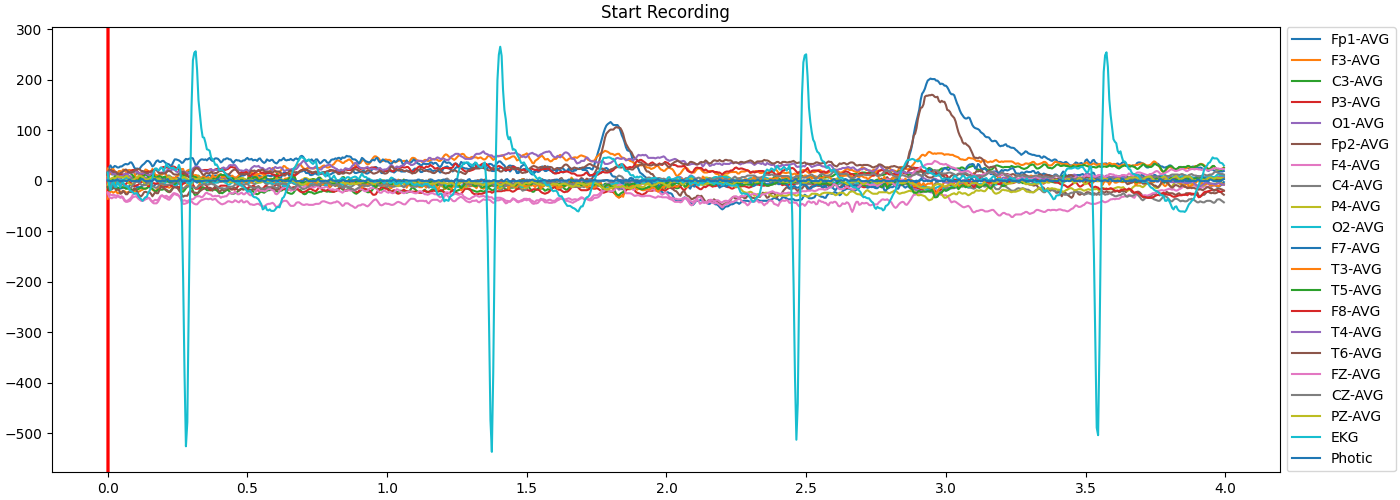 Start Recording
300
200
100
0
−100
−200
−300
−400
−500
0.0 0.5 1.0 1.5 2.0 2.5 3.0 3.5 4.0
Fp1-AVG
F3-AVG
C3-AVG
P3-AVG
O1-AVG
Fp2-AVG
F4-AVG
C4-AVG
P4-AVG
O2-AVG
F7-AVG
T3-AVG
T5-AVG
F8-AVG
T4-AVG
T6-AVG
FZ-AVG
CZ-AVG
PZ-AVG
EKG
Photic